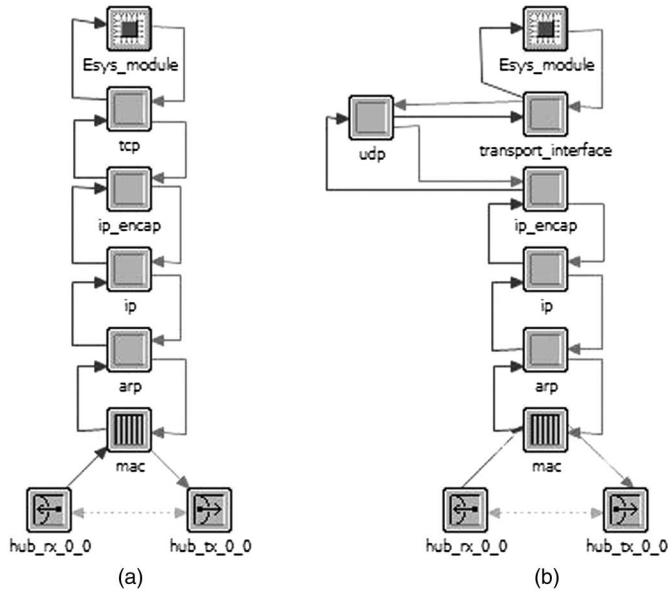 Esys_module
tcp
ip_encap
ip
arp
mac
hub_rx_0_0
hub_tx_0_0
(a)
Esys_module
udp
transport_interface
ip_encap
ip
arp
mac
hub_rx_0_0
hub_tx_0_0
(b)